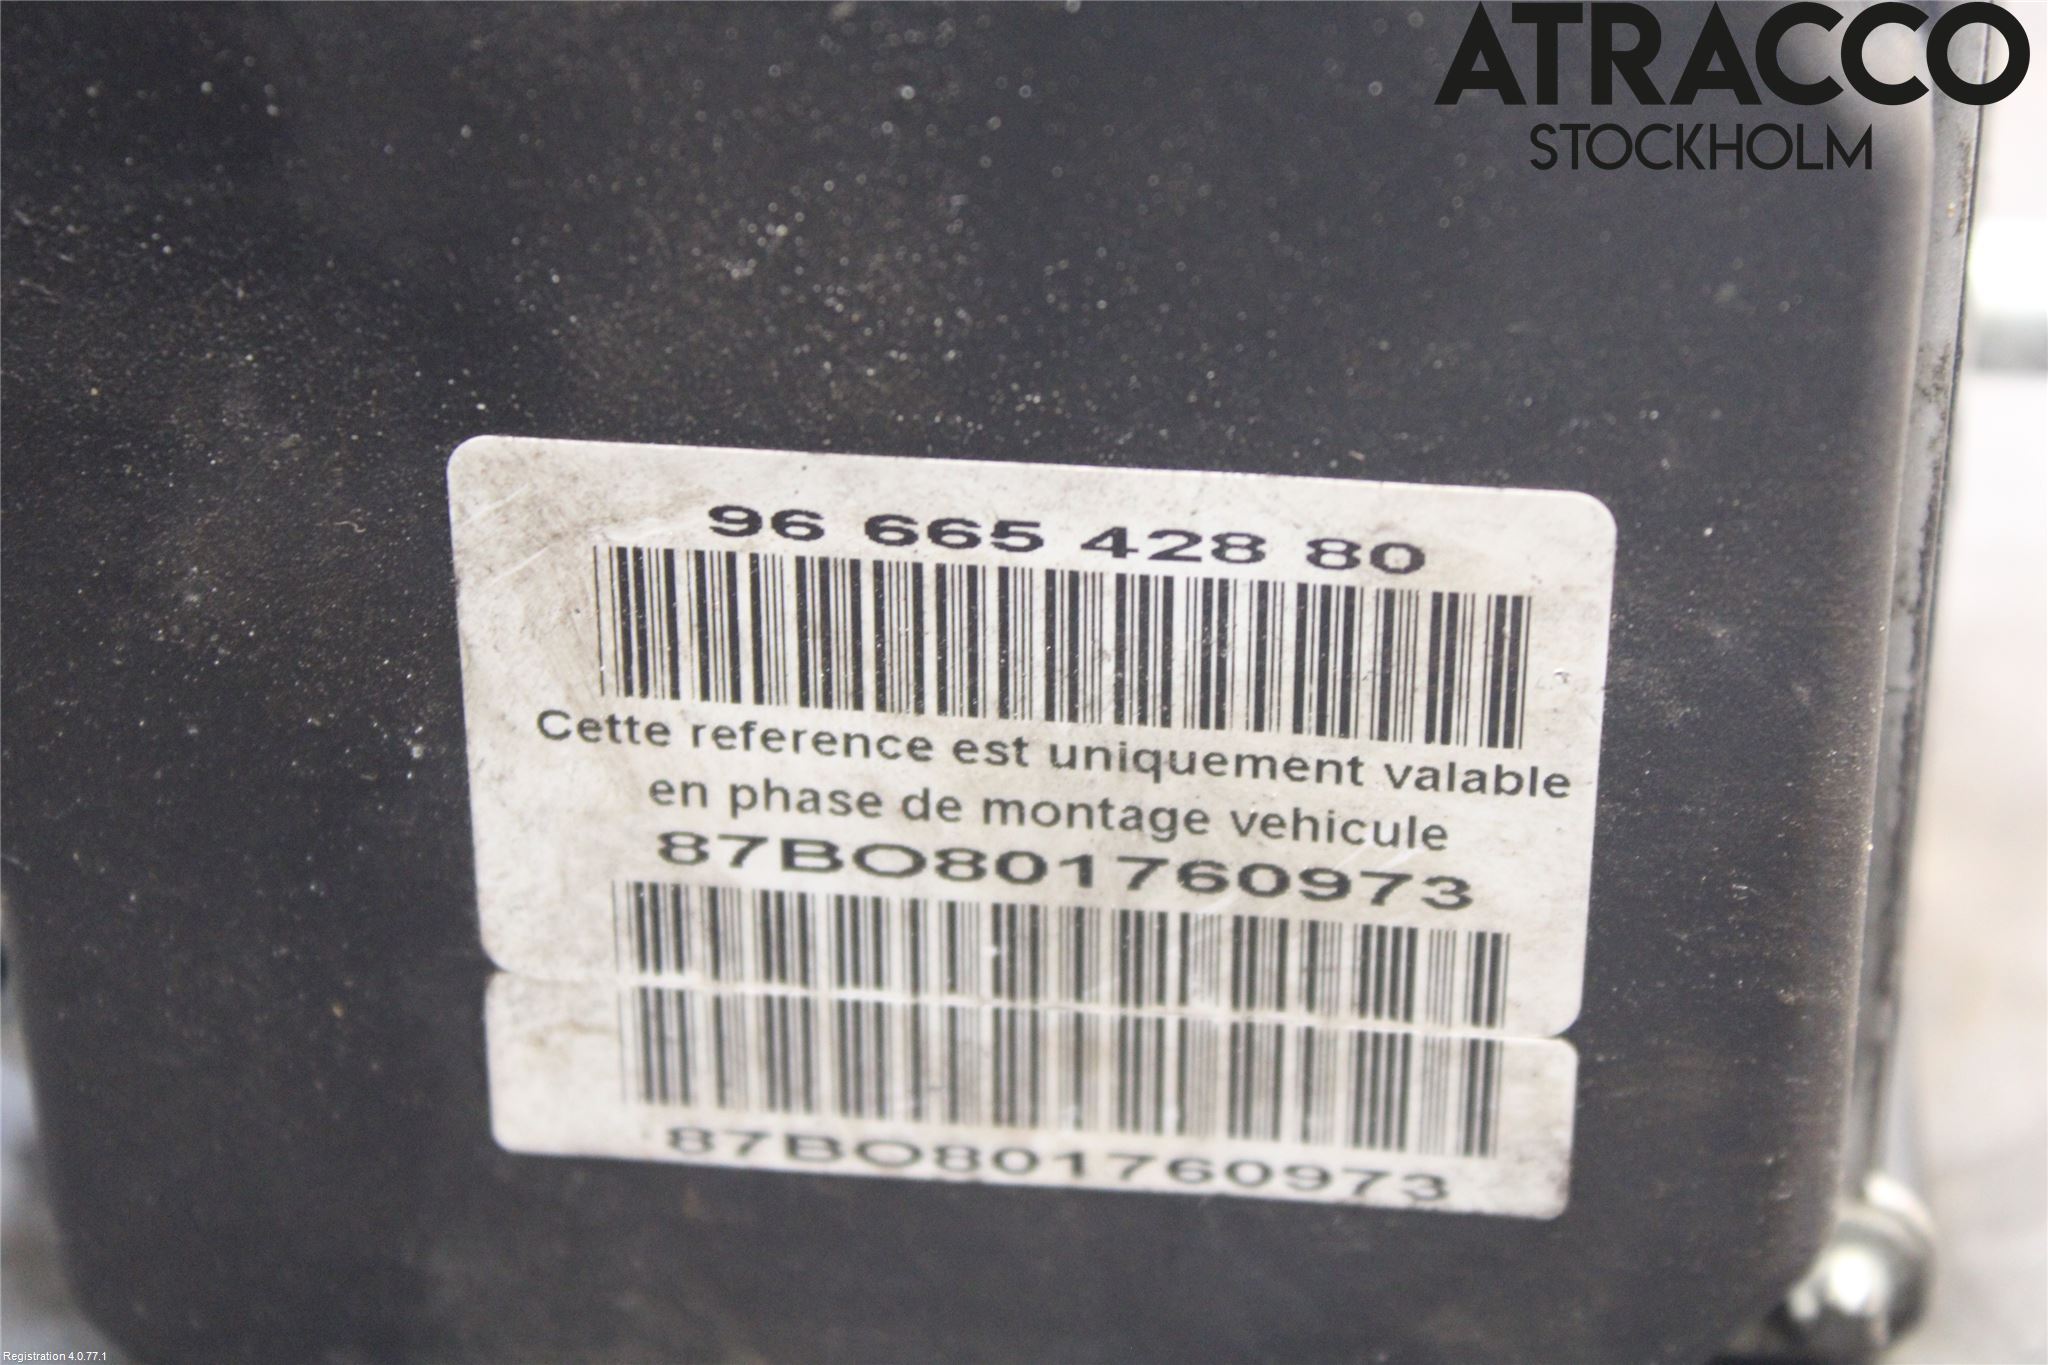 ATRACCO
STOCKHOLM
96 665 428 80
Cette reference est uniquement valable
en phase de montage vehicule
87BO801760973
87BO801760973
Registration 4.0.77.1